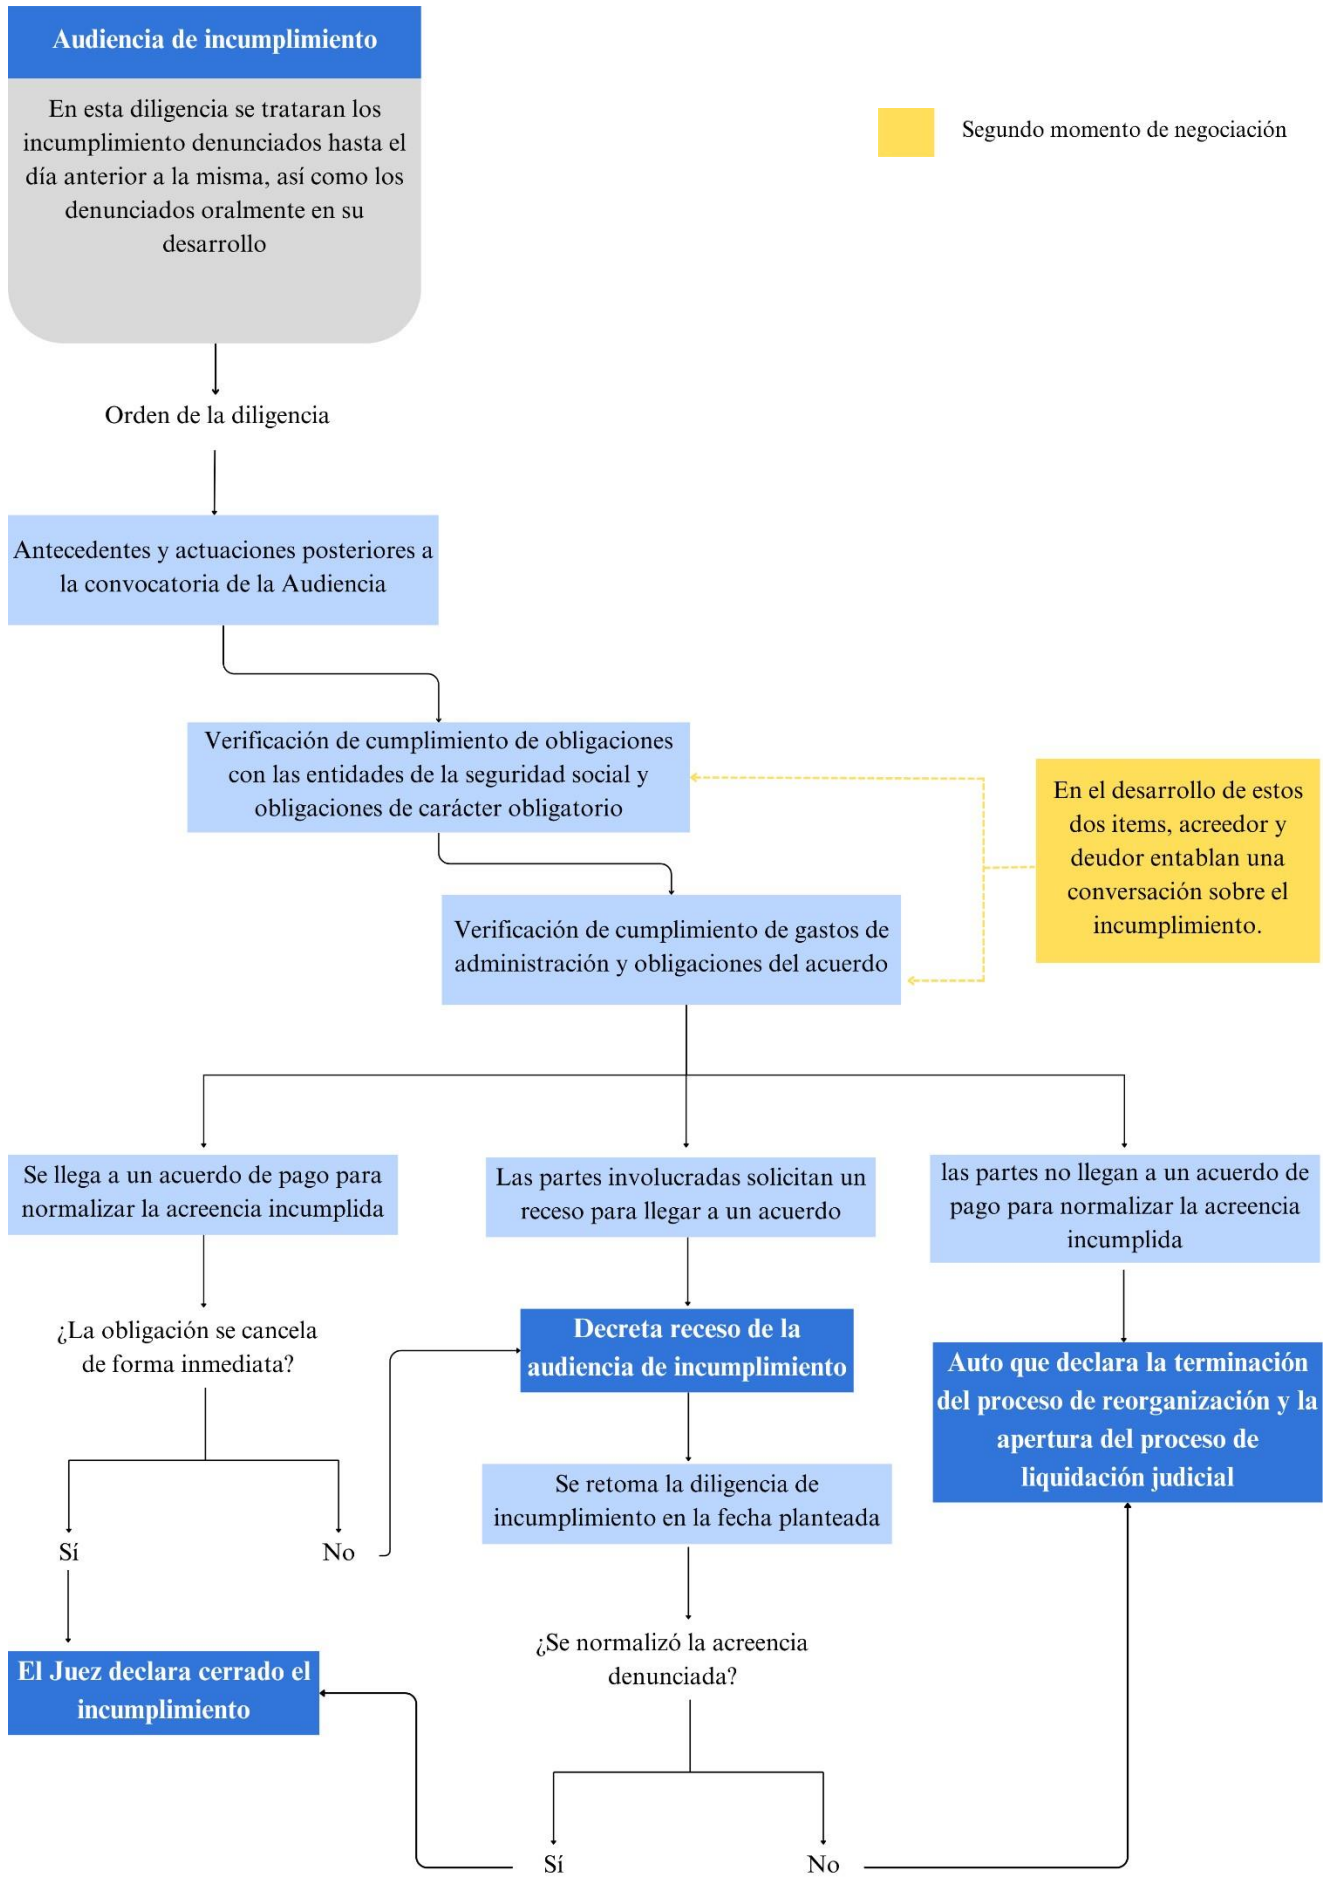 Audiencia de incumplimiento
En esta diligencia se trataran los
incumplimiento denunciados hasta el
día anterior a la misma, así como los
denunciados oralmente en su
desarrollo
Segundo momento de negociación
Orden de la diligencia
Antecedentes y actuaciones posteriores a
la convocatoria de la Audiencia
Verificación de cumplimiento de obligaciones
con las entidades de la seguridad social y
obligaciones de carácter obligatorio
En el desarrollo de estos
dos items, acreedor y
deudor entablan una
conversación sobre el
incumplimiento.
Verificación de cumplimiento de gastos de
administración y obligaciones del acuerdo
Se llega a un acuerdo de pago para
normalizar la acreencia incumplida
Las partes involucradas solicitan un
receso para llegar a un acuerdo
las partes no llegan a un acuerdo de
pago para normalizar la acreencia
incumplida
¿La obligación se cancela
de forma inmediata?
Decreta receso de la
audiencia de incumplimiento
Auto que declara la terminación
del proceso de reorganización y la
apertura del proceso de
liquidación judicial
Se retoma la diligencia de
incumplimiento en la fecha planteada
Sí
No
¿Se normalizó la acreencia
denunciada?
El Juez declara cerrado el
incumplimiento
Sí
No